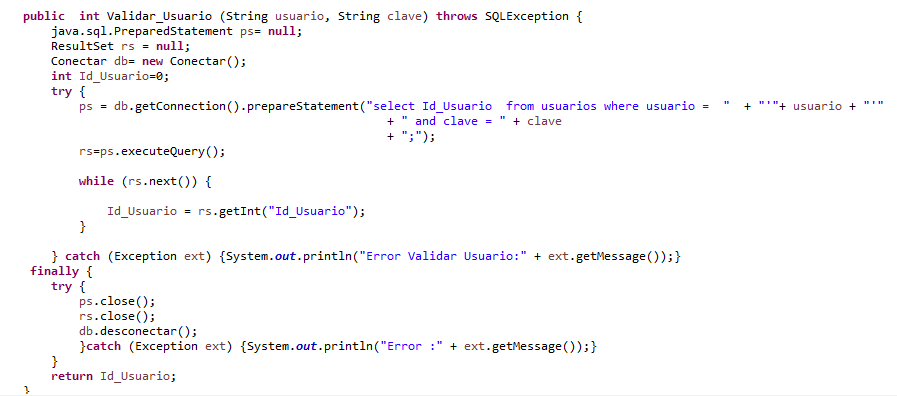 public  int Validar_Usuario (String usuario, String clave) throws SQLException {
    java.sql.PreparedStatement ps= null;
    ResultSet rs = null;
    Conectar db= new Conectar();
    int Id_Usuario=0;
    try {
        ps = db.getConnection().prepareStatement("select Id_Usuario  from usuarios where usuario =  "  + "'"+ usuario + "'"
                                                   + " and clave = " + clave
                                                   + ";");
        rs=ps.executeQuery();
        while (rs.next()) {
            Id_Usuario = rs.getInt("Id_Usuario");
        }
    } catch (Exception ext) {System.out.println("Error Validar Usuario:" + ext.getMessage());}
 finally {
    try {
        ps.close();
        rs.close();
        db.desconectar();
        }catch (Exception ext) {System.out.println("Error :" + ext.getMessage());}
    }
    return Id_Usuario;
}